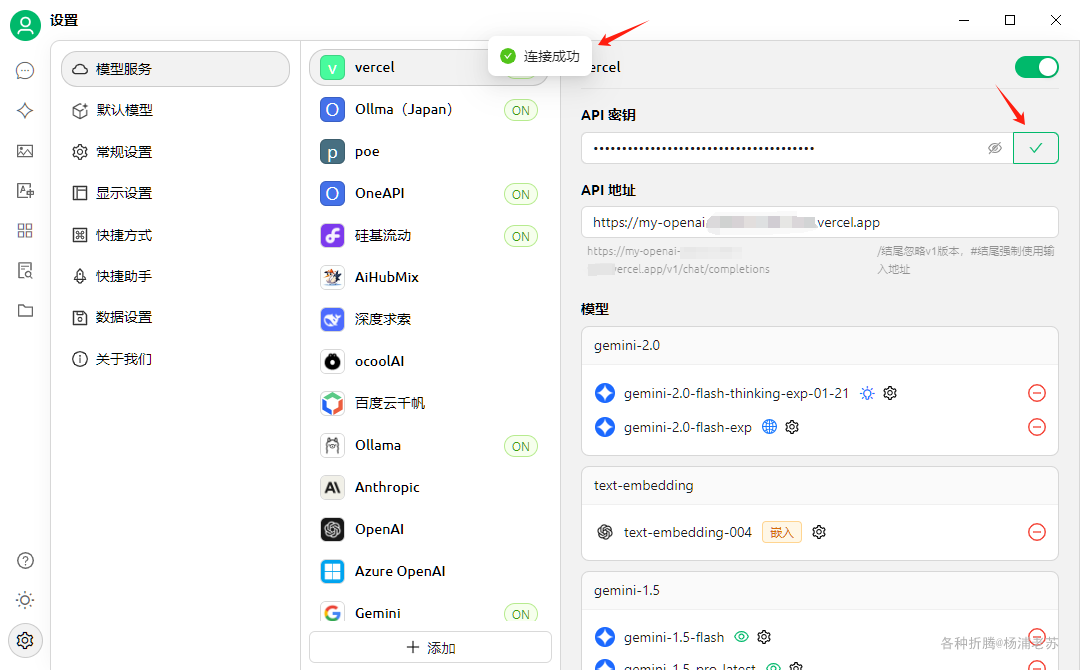 设置
连接成功
模型服务
默认模型
常规设置
显示设置
快捷方式
快捷助手
数据设置
关于我们
v vercel
O Ollma（Japan） ON
p poe
O OneAPI ON
硅基流动 ON
AiHubMix
深度求索
ocoolAI
百度云千帆
Ollama ON
Anthropic
OpenAI
Azure OpenAI
Gemini ON
添加
ercel
API 密钥
API 地址
https://my-openai vercel.app
https://my-openai-
ercel.app/v1/chat/completions
/结尾忽略v1版本，#结尾强制使用输
入地址
模型
gemini-2.0
gemini-2.0-flash-thinking-exp-01-21
gemini-2.0-flash-exp
text-embedding
text-embedding-004 嵌入
gemini-1.5
gemini-1.5-flash
gemini-1.5-pro-latest
各种折腾@杨浦老苏